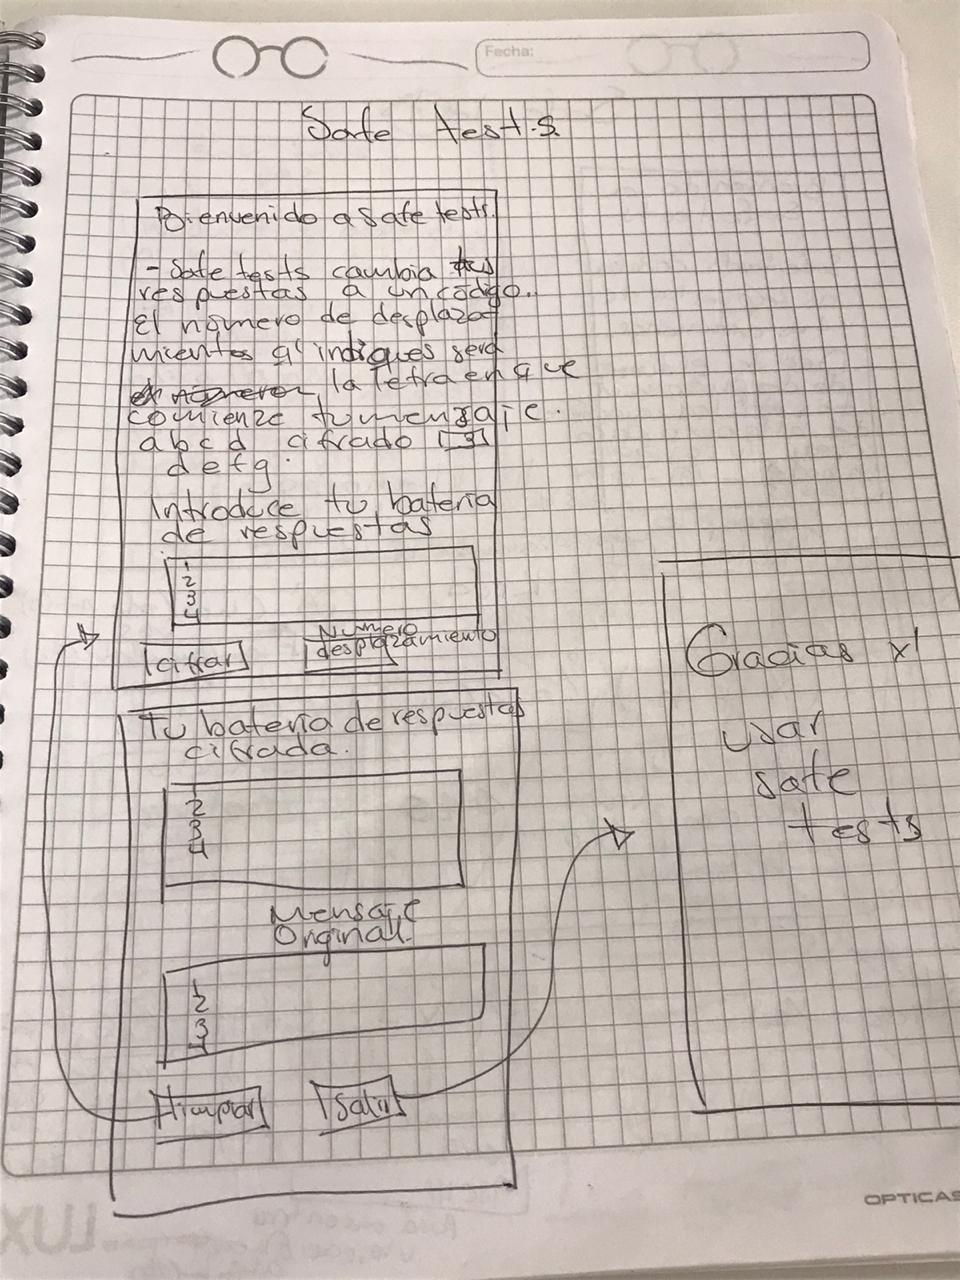 Fecha:
Safe tests
Bienvenido a Safe tests.
- Safe tests cambia tus
respuestas a un código..
El número de desplaza
mientos q' indiques será
la letra en que
comienze tu mensaje.
a b c d cifrado [3]
d e f g.
Introduce tu batería
de respuestas
1
2
3
4
Numero
desplazamiento
cifrar
Tu batería de respuestas
cifrada.
1
2
3
4
Mensaje
Original.
1
2
3
4
limpiar
Salir
Gracias x'
usar
safe
tests
OPTICAS
LUX